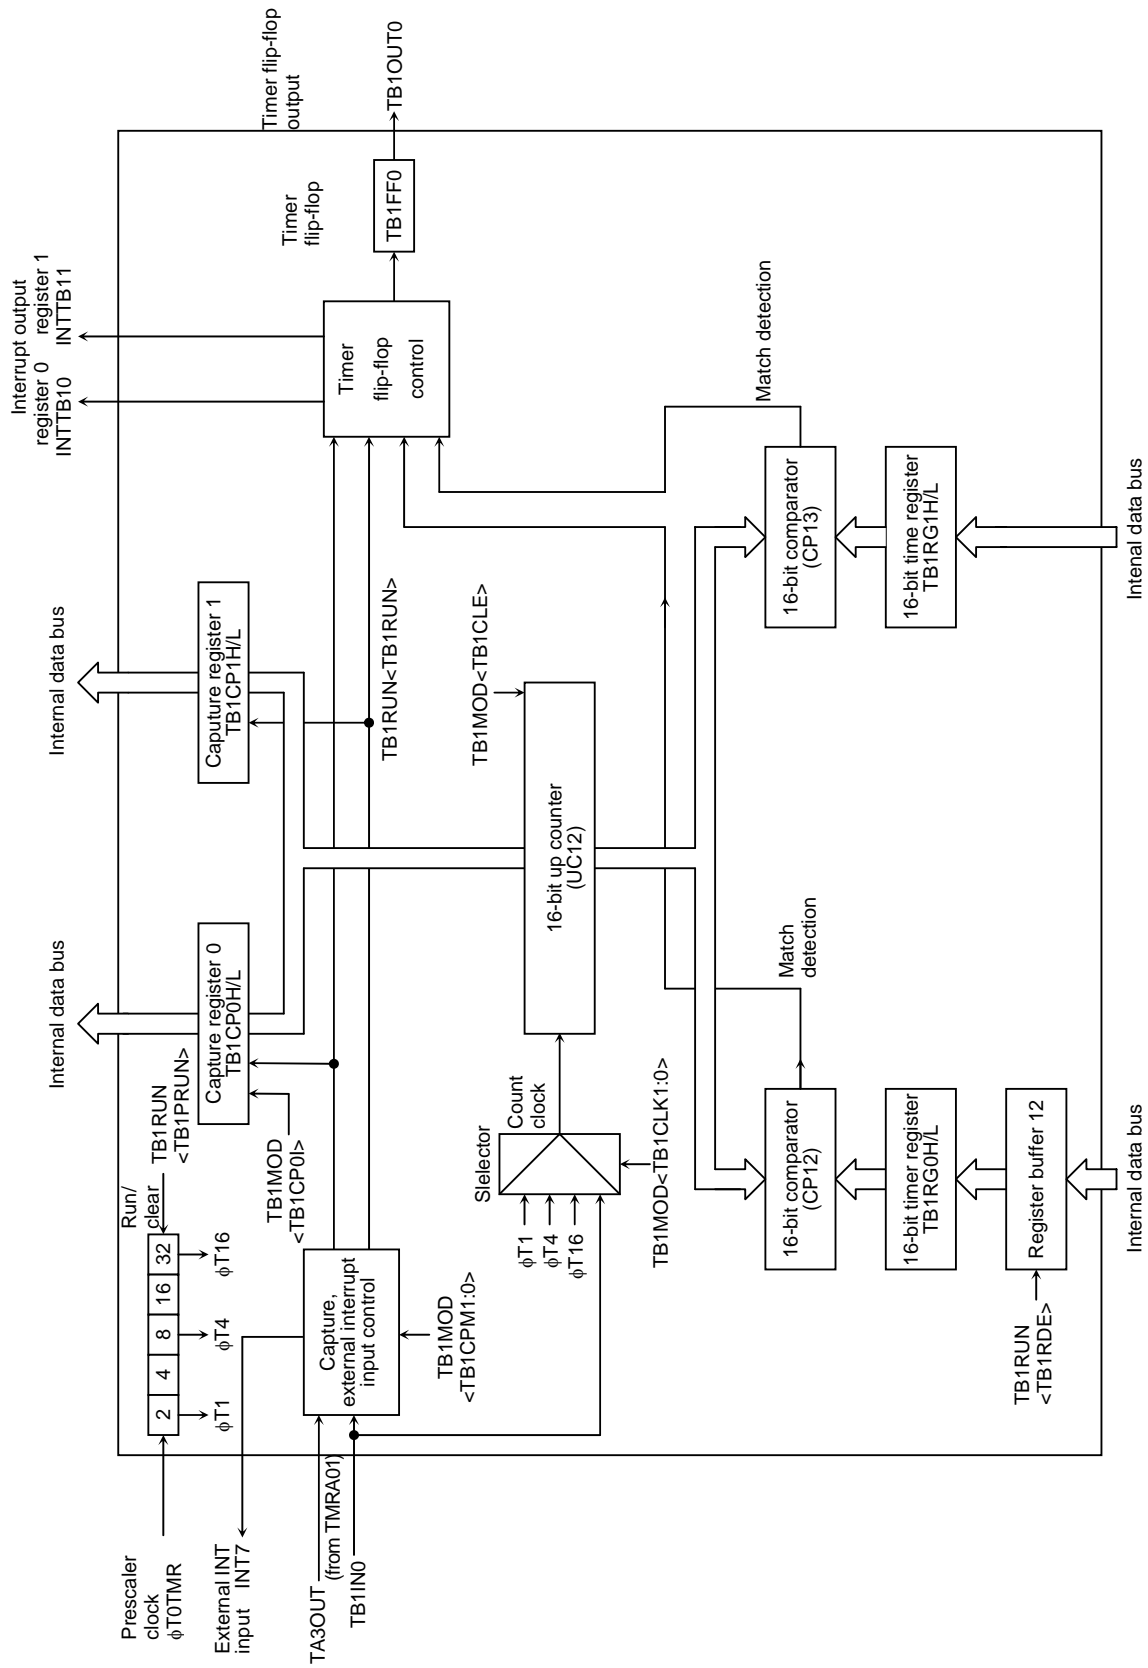 Prescaler
clock
ϕT0TMR
2
4
8
16
32
Run/
clear
TB1RUN
<TB1PRUN>
ϕT1
ϕT4
ϕT16
External INT
input INT7
TA3OUT
(from TMRA01)
TB1IN0
Capture,
external interrupt
input control
TB1MOD
<TB1CPM1:0>
TB1MOD
<TB1CP0I>
Internal data bus
Capture register 0
TB1CP0H/L
Internal data bus
Caputure register 1
TB1CP1H/L
TB1RUN<TB1RUN>
Interrupt output
register 0 register 1
INTTB10 INTTB11
Timer
flip-flop
control
Timer
flip-flop
TB1FF0
Timer flip-flop
output
TB1OUT0
Slelector
Count
clock
ϕT1
ϕT4
ϕT16
TB1MOD<TB1CLK1:0>
16-bit up counter
(UC12)
TB1MOD<TB1CLE>
Match
detection
Match detection
16-bit comparator
(CP12)
16-bit comparator
(CP13)
16-bit timer register
TB1RG0H/L
16-bit time register
TB1RG1H/L
Register buffer 12
TB1RUN
<TB1RDE>
Internal data bus
Intenal data bus